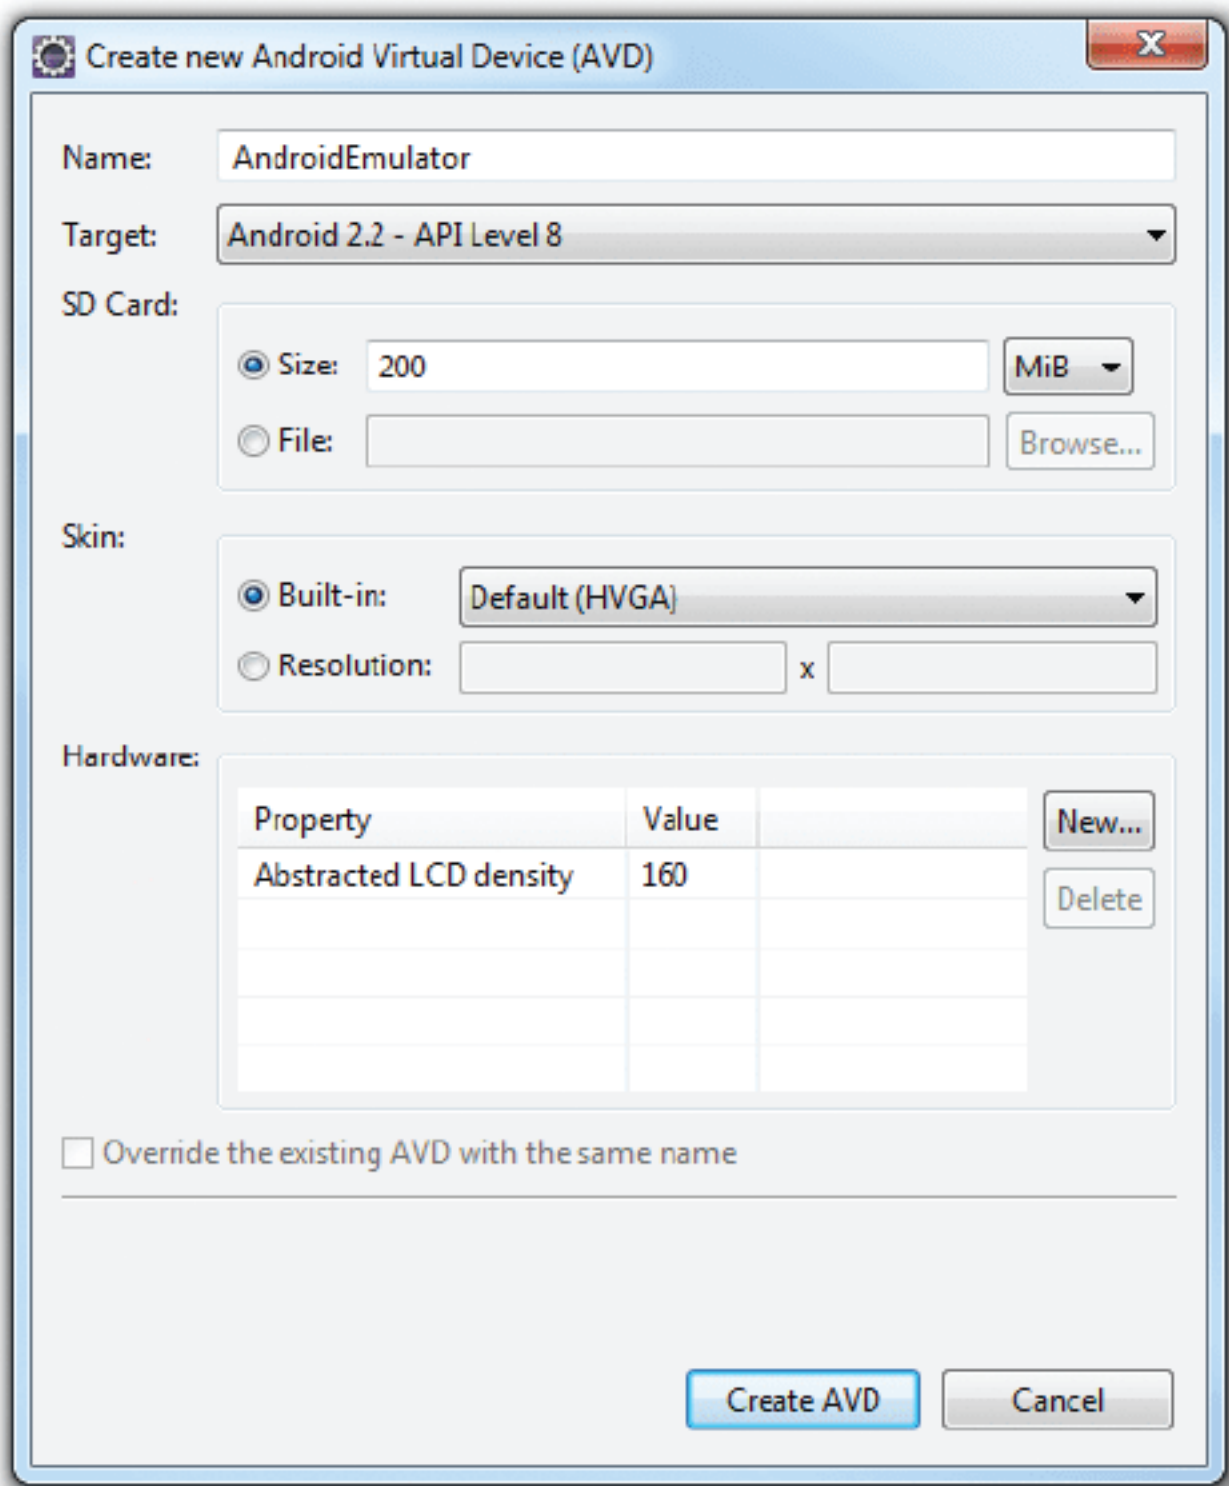 Create new Android Virtual Device (AVD)
Name: AndroidEmulator
Target: Android 2.2 - API Level 8
SD Card:
Size: 200 MiB
File: Browse...
Skin:
Built-in: Default (HVGA)
Resolution: x
Hardware:
Property Value New...
Abstracted LCD density 160
Delete
Override the existing AVD with the same name
Create AVD Cancel